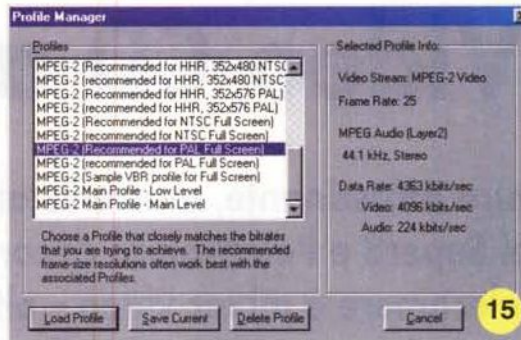 Profile Manager
Profiles
MPEG-2 (Recommended for HHR, 352x480 NTSC
MPEG-2 (recommended for HHR, 352x480 NTSC
MPEG-2 (Recommended for HHR, 352x576 PAL)
MPEG-2 (recommended for HHR, 352x576 PAL)
MPEG-2 (Recommended for NTSC Full Screen)
MPEG-2 (recommended for NTSC Full Screen)
MPEG-2 (Recommended for PAL Full Screen)
MPEG-2 (recommended for PAL Full Screen)
MPEG-2 (Sample VBR profile for Full Screen)
MPEG-2 Main Profile - Low Level
MPEG-2 Main Profile - Main Level
Choose a Profile that closely matches the bitrates
that you are trying to achieve. The recommended
frame-size resolutions often work best with the
associated Profiles.
Selected Profile Info:
Video Stream: MPEG-2 Video
Frame Rate: 25
MPEG Audio (Layer2)
44.1 kHz, Stereo
Data Rate: 4363 kbits/sec
Video: 4096 kbits/sec
Audio: 224 kbits/sec
Load Profile
Save Current
Delete Profile
Cancel
15